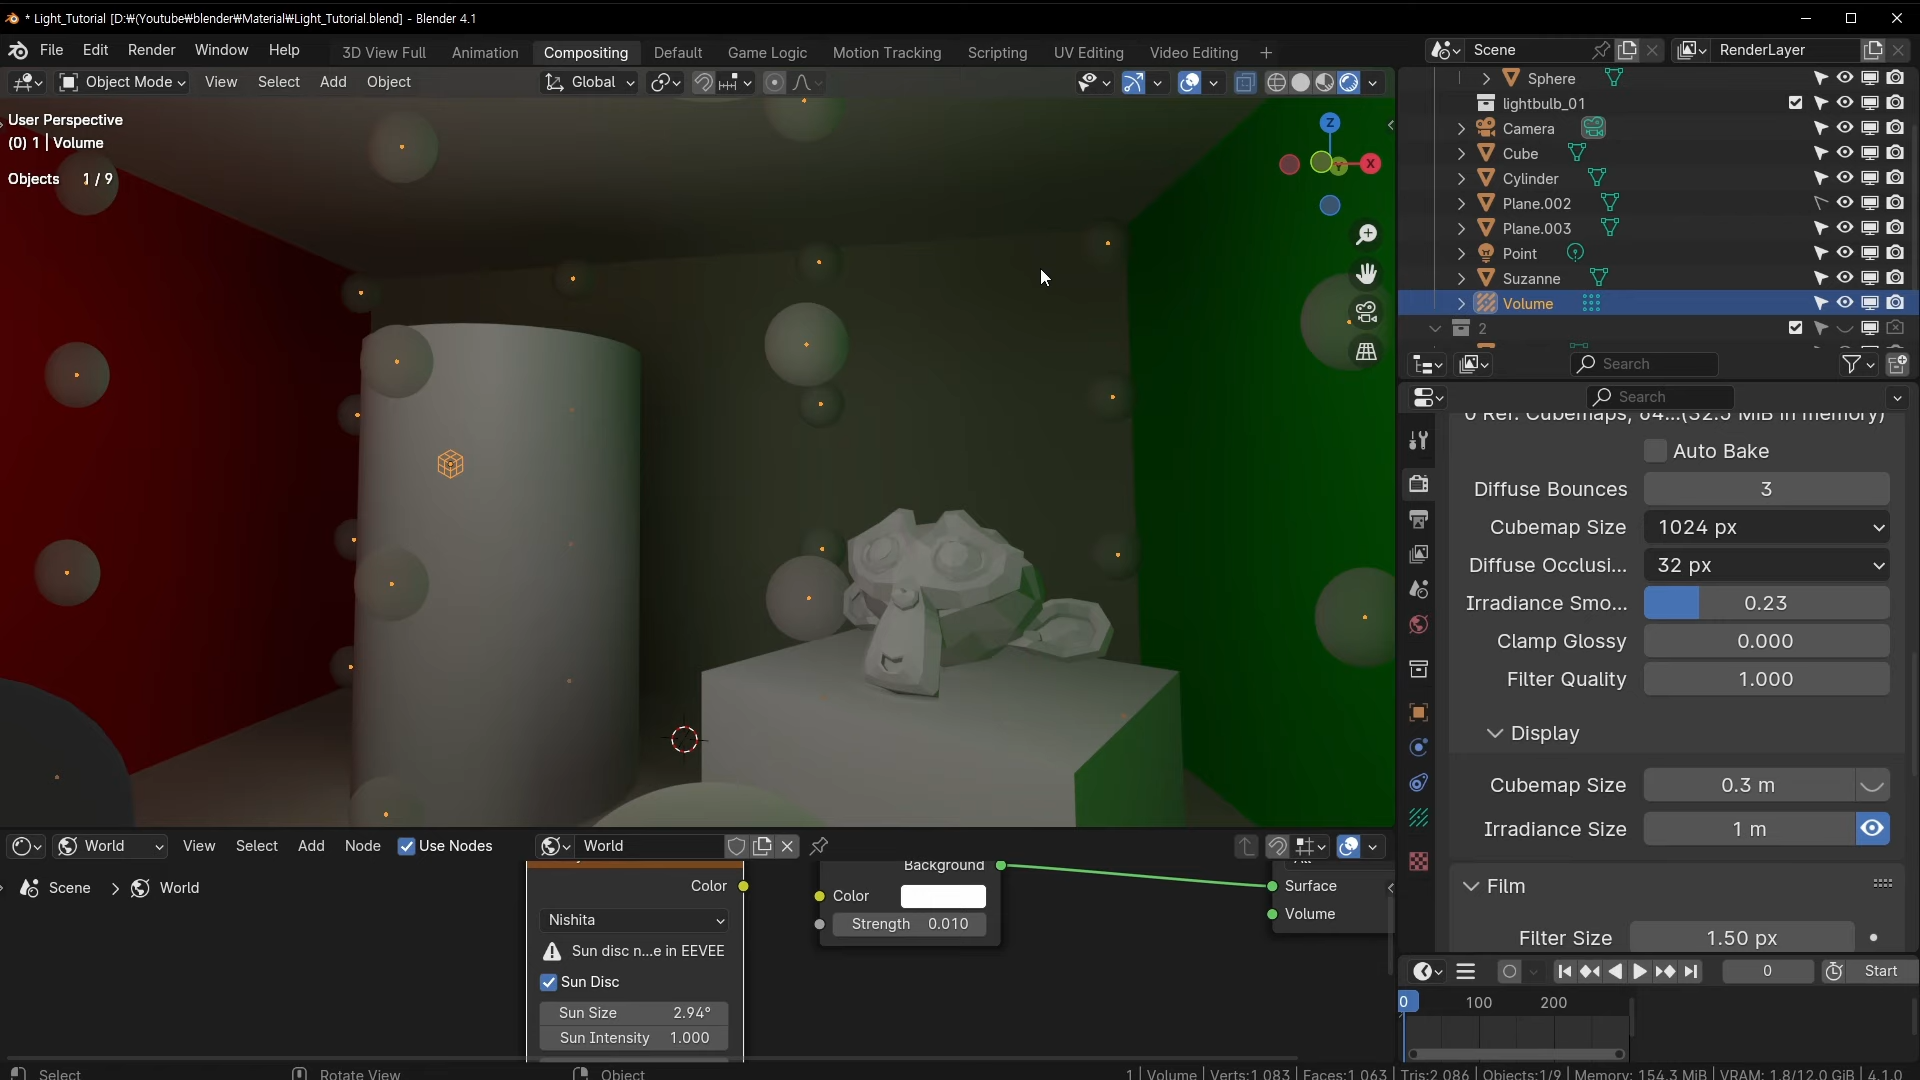 * Light_Tutorial [D:₩(Youtube₩blender₩Material₩Light_Tutorial.blend] - Blender 4.1
File Edit Render Window Help 3D View Full Animation Compositing Default Game Logic Motion Tracking Scripting UV Editing Video Editing + Scene RenderLayer
Object Mode View Select Add Object Global
User Perspective
(0) 1 | Volume
Objects 1 / 9
Z
Y
X
Sphere
lightbulb_01
Camera
Cube
Cylinder
Plane.002
Plane.003
Point
Suzanne
Volume
2
Search
Search
0 Ref. Cubemaps, 64...(32.5 MiB in memory)
Auto Bake
Diffuse Bounces 3
Cubemap Size 1024 px
Diffuse Occlusi... 32 px
Irradiance Smo... 0.23
Clamp Glossy 0.000
Filter Quality 1.000
Display
Cubemap Size 0.3 m
Irradiance Size 1 m
Film
Filter Size 1.50 px
World View Select Add Node Use Nodes World
Scene > World
Color
Nishita
Sun disc n...e in EEVEE
Sun Disc
Sun Size 2.94°
Sun Intensity 1.000
Background
Color
Strength 0.010
All
Surface
Volume
0 Start
0 100 200
Select Rotate View Object
1 | Volume | Verts:1,083 | Faces:1,063 | Tris:2,086 | Objects:1/9 | Memory: 154.3 MiB | VRAM: 1.8/12.0 GiB | 4.1.0